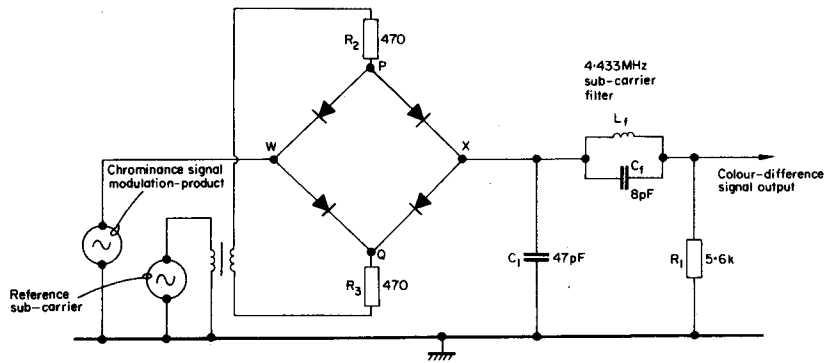 R2 470
P
4·433MHz
sub-carrier
filter
Lf
W
X
Cf
8pF
Colour-difference
signal output
Chrominance signal
modulation-product
Q
C1 47pF
R1 5·6k
R3 470
Reference
sub-carrier